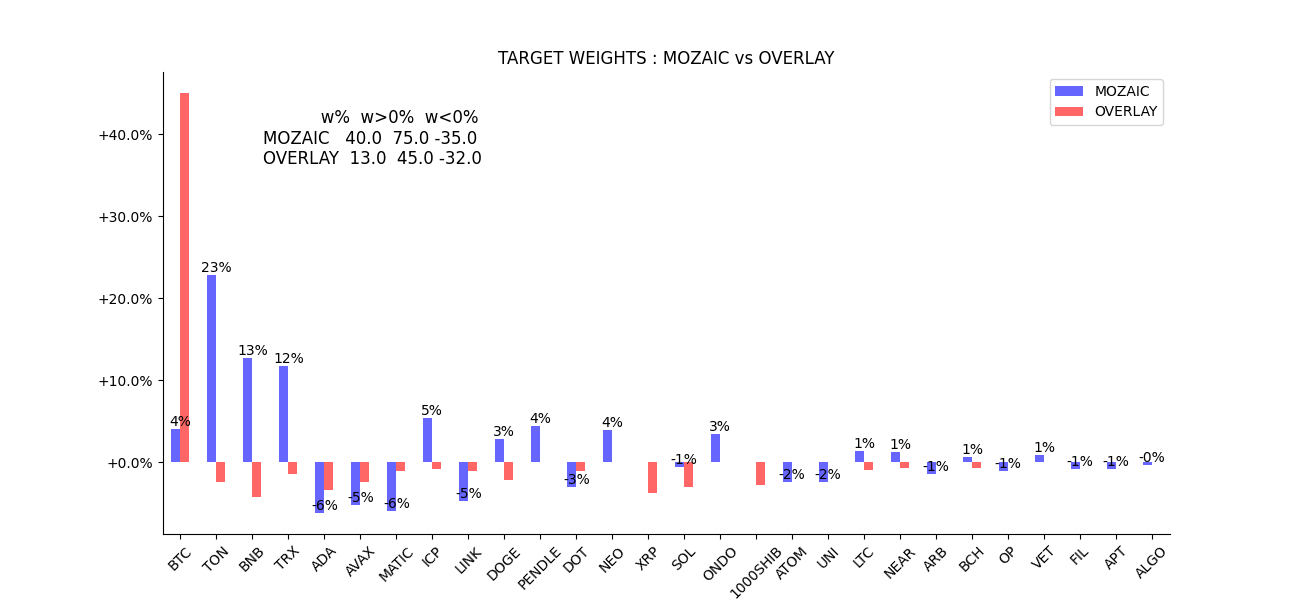 TARGET WEIGHTS : MOZAIC vs OVERLAY
MOZAIC
OVERLAY
w% w>0% w<0%
MOZAIC 40.0 75.0 -35.0
OVERLAY 13.0 45.0 -32.0
+40.0%
+30.0%
+20.0%
+10.0%
+0.0%
4%
23%
13%
12%
-6%
-5%
-6%
5%
-5%
3%
4%
-3%
4%
-1%
3%
-2%
-2%
1%
1%
-1%
1%
-1%
1%
-1%
-1%
-0%
BTC
TON
BNB
TRX
ADA
AVAX
MATIC
ICP
LINK
DOGE
PENDLE
DOT
NEO
XRP
SOL
ONDO
1000SHIB
ATOM
UNI
LTC
NEAR
ARB
BCH
OP
VET
FIL
APT
ALGO